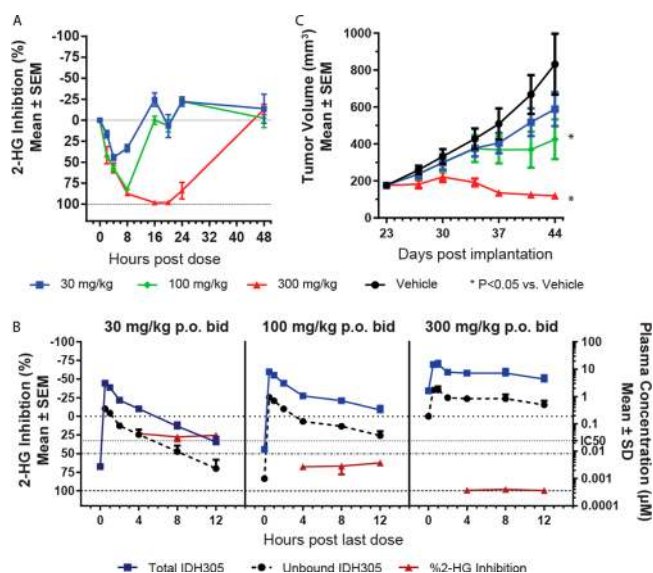 A
C
2-HG Inhibtion (%)
Mean ± SEM
-100
-75
-50
-25
0
25
50
75
100
0 4 8 16 20 24 48
Hours post dose
Tumor Volume (mm³)
Mean ± SEM
1000
800
600
400
200
0
*
*
23 30 37 44
Days post implantation
30 mg/kg 100 mg/kg 300 mg/kg Vehicle * P<0.05 vs. Vehicle
B
30 mg/kg p.o. bid 100 mg/kg p.o. bid 300 mg/kg p.o. bid
2-HG Inhibtion (%)
Mean ± SEM
-100
-75
-50
-25
0
25
50
75
100
100
10
1
0.1
IC50
0.01
0.001
0.0001
Plasma Concentration (µM)
Mean ± SD
0 4 8 12 0 4 8 12 0 4 8 12
Hours post last dose
Total IDH305 Unbound IDH305 %2-HG Inhibition